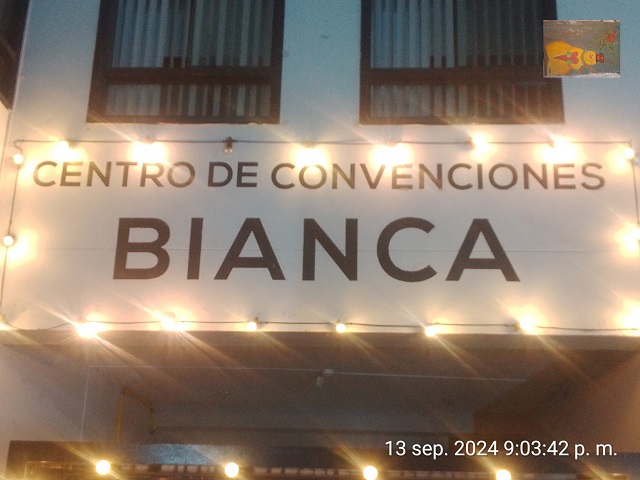 CENTRO DE CONVENCIONES
BIANCA
13 sep. 2024 9:03:42 p. m.